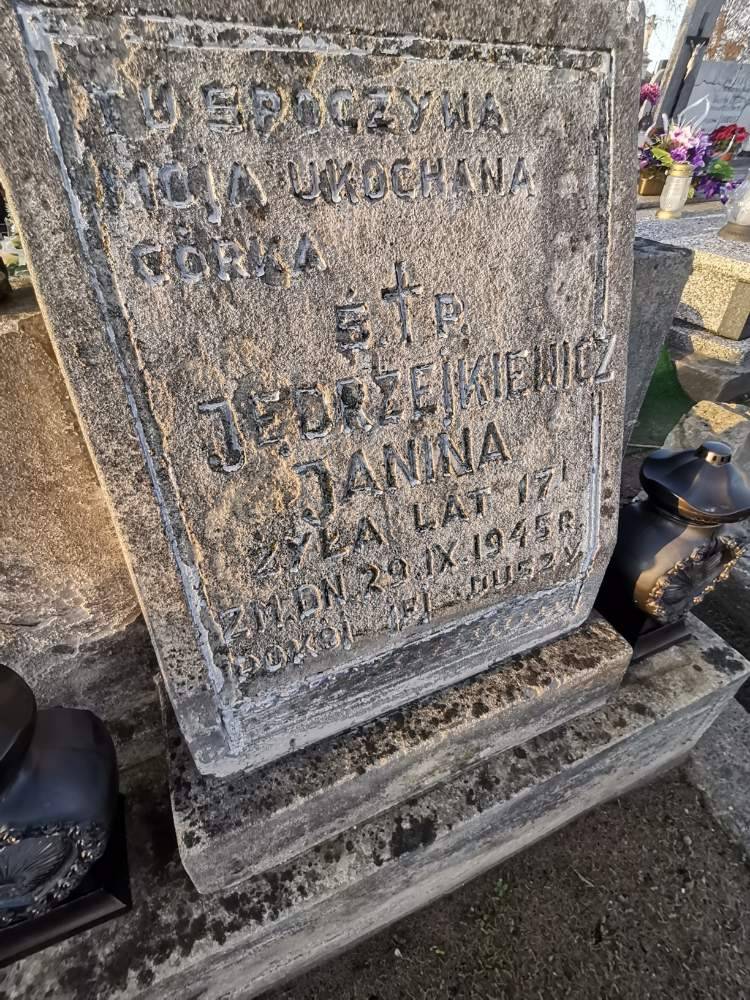 TU SPOCZYWA
MOJA UKOCHANA
CÓRKA
Ś. P.
JĘDRZEJKIEWICZ
JANINA
ŻYŁA LAT 17
ZM. DN. 29.IX.1945 R.
POKÓJ JEJ DUSZY